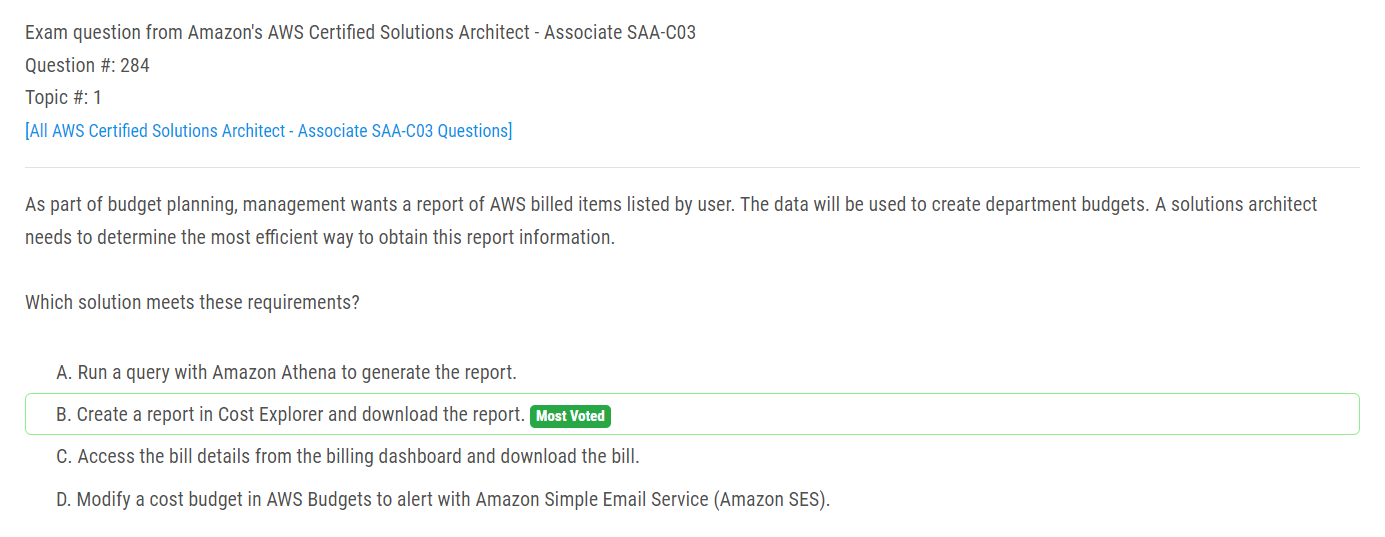 Exam question from Amazon's AWS Certified Solutions Architect - Associate SAA-C03
Question #: 284
Topic #: 1
[All AWS Certified Solutions Architect - Associate SAA-C03 Questions]
As part of budget planning, management wants a report of AWS billed items listed by user. The data will be used to create department budgets. A solutions architect
needs to determine the most efficient way to obtain this report information.
Which solution meets these requirements?
A. Run a query with Amazon Athena to generate the report.
B. Create a report in Cost Explorer and download the report. Most Voted
C. Access the bill details from the billing dashboard and download the bill.
D. Modify a cost budget in AWS Budgets to alert with Amazon Simple Email Service (Amazon SES).